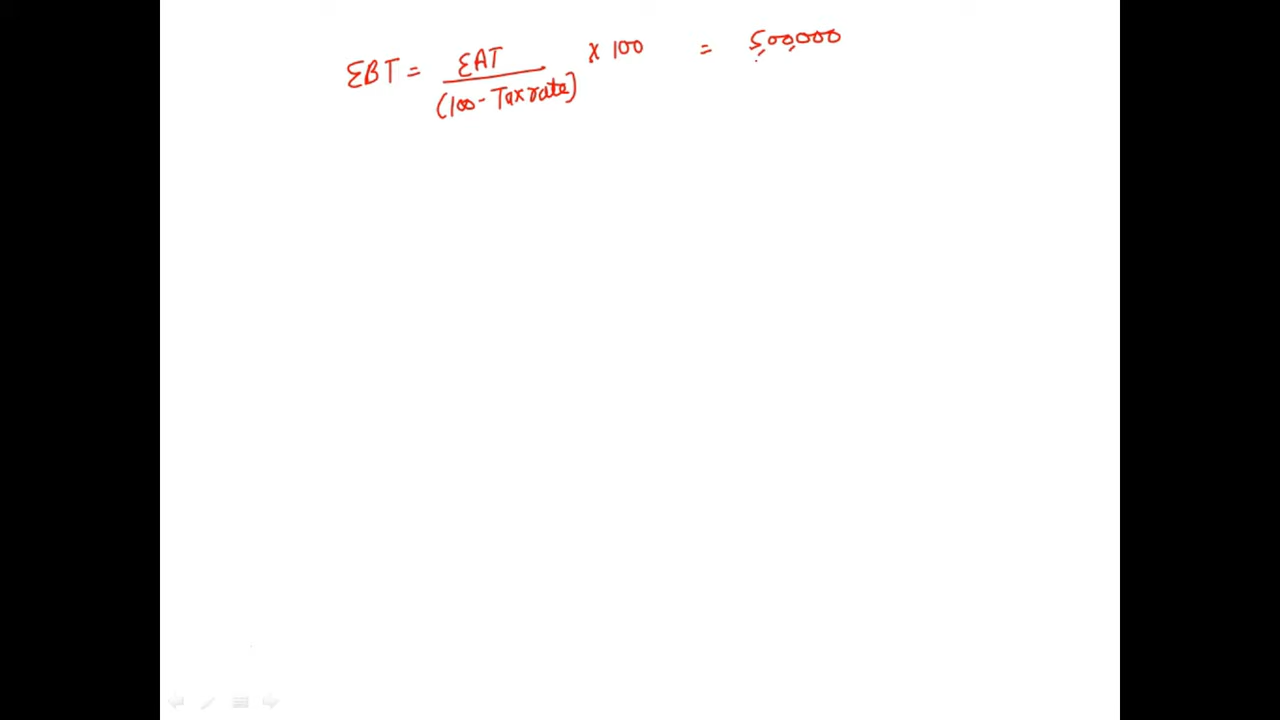 EBT = EAT / (100 - Tax rate) × 100 = 5,00,000